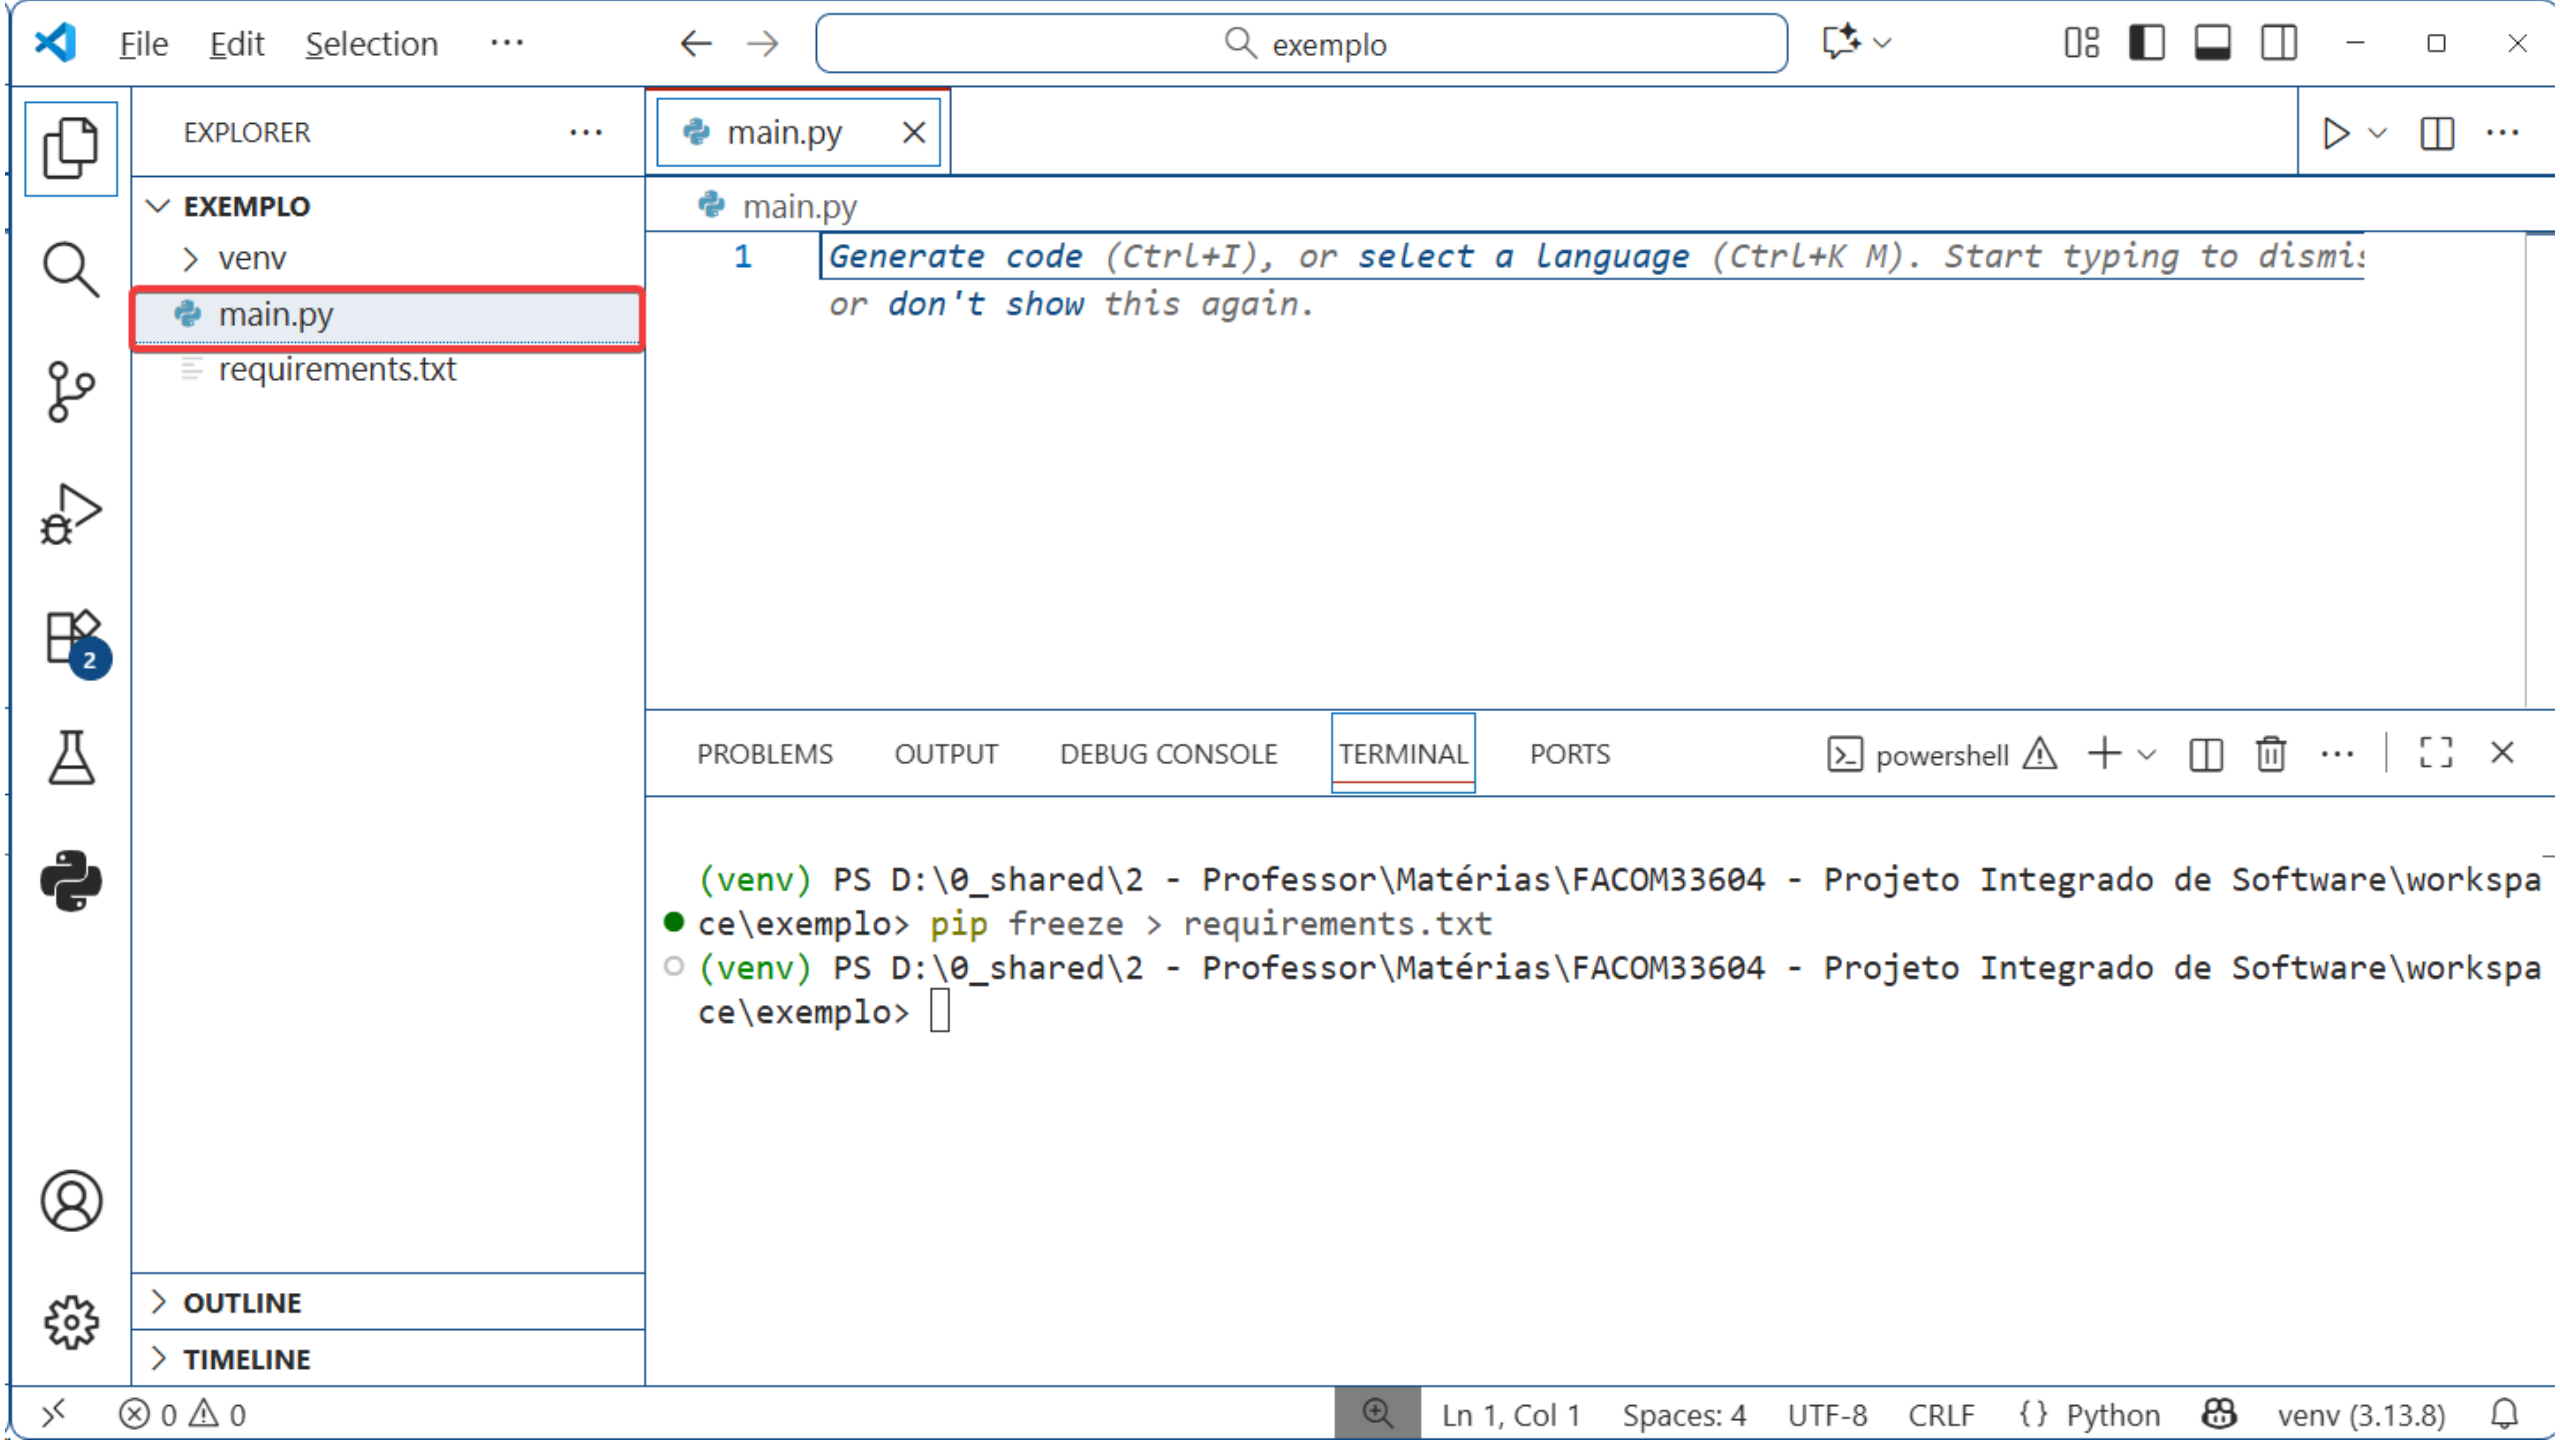 File Edit Selection ··· exemplo
EXPLORER ···
main.py
EXEMPLO
venv
main.py
requirements.txt
main.py
1 Generate code (Ctrl+I), or select a language (Ctrl+K M). Start typing to dismis
or don't show this again.
2
PROBLEMS OUTPUT DEBUG CONSOLE TERMINAL PORTS powershell
(venv) PS D:\0_shared\2 - Professor\Matérias\FACOM33604 - Projeto Integrado de Software\workspa
ce\exemplo> pip freeze > requirements.txt
(venv) PS D:\0_shared\2 - Professor\Matérias\FACOM33604 - Projeto Integrado de Software\workspa
ce\exemplo>
OUTLINE
TIMELINE
0 0 Ln 1, Col 1 Spaces: 4 UTF-8 CRLF {} Python venv (3.13.8)